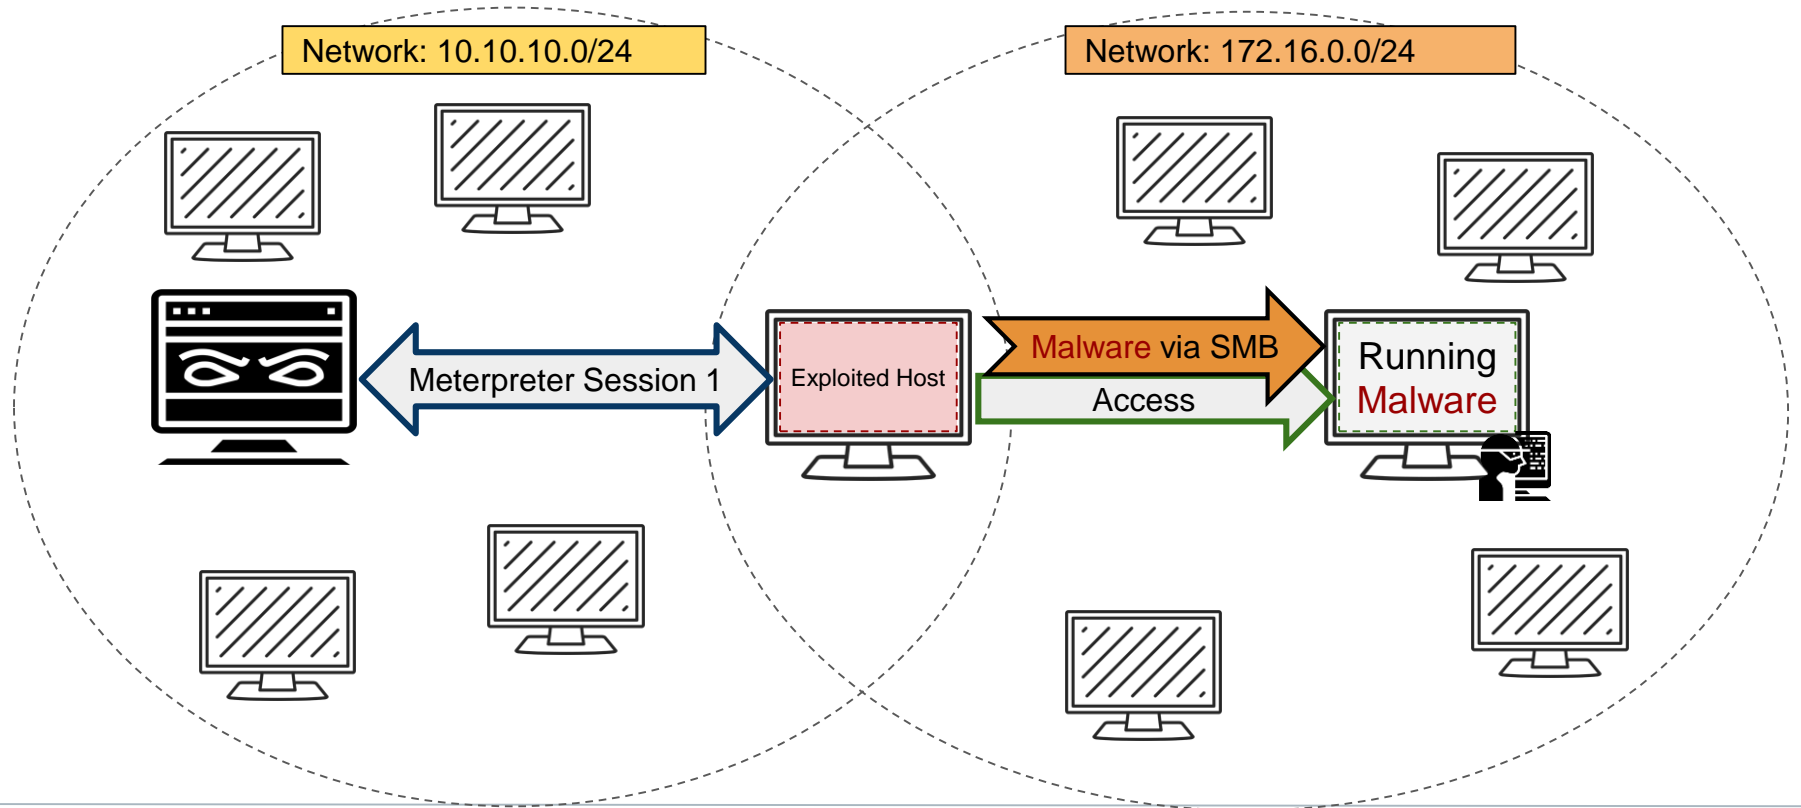 Network: 10.10.10.0/24
Network: 172.16.0.0/24
Meterpreter Session 1
Exploited Host
Malware via SMB
Access
Running
Malware